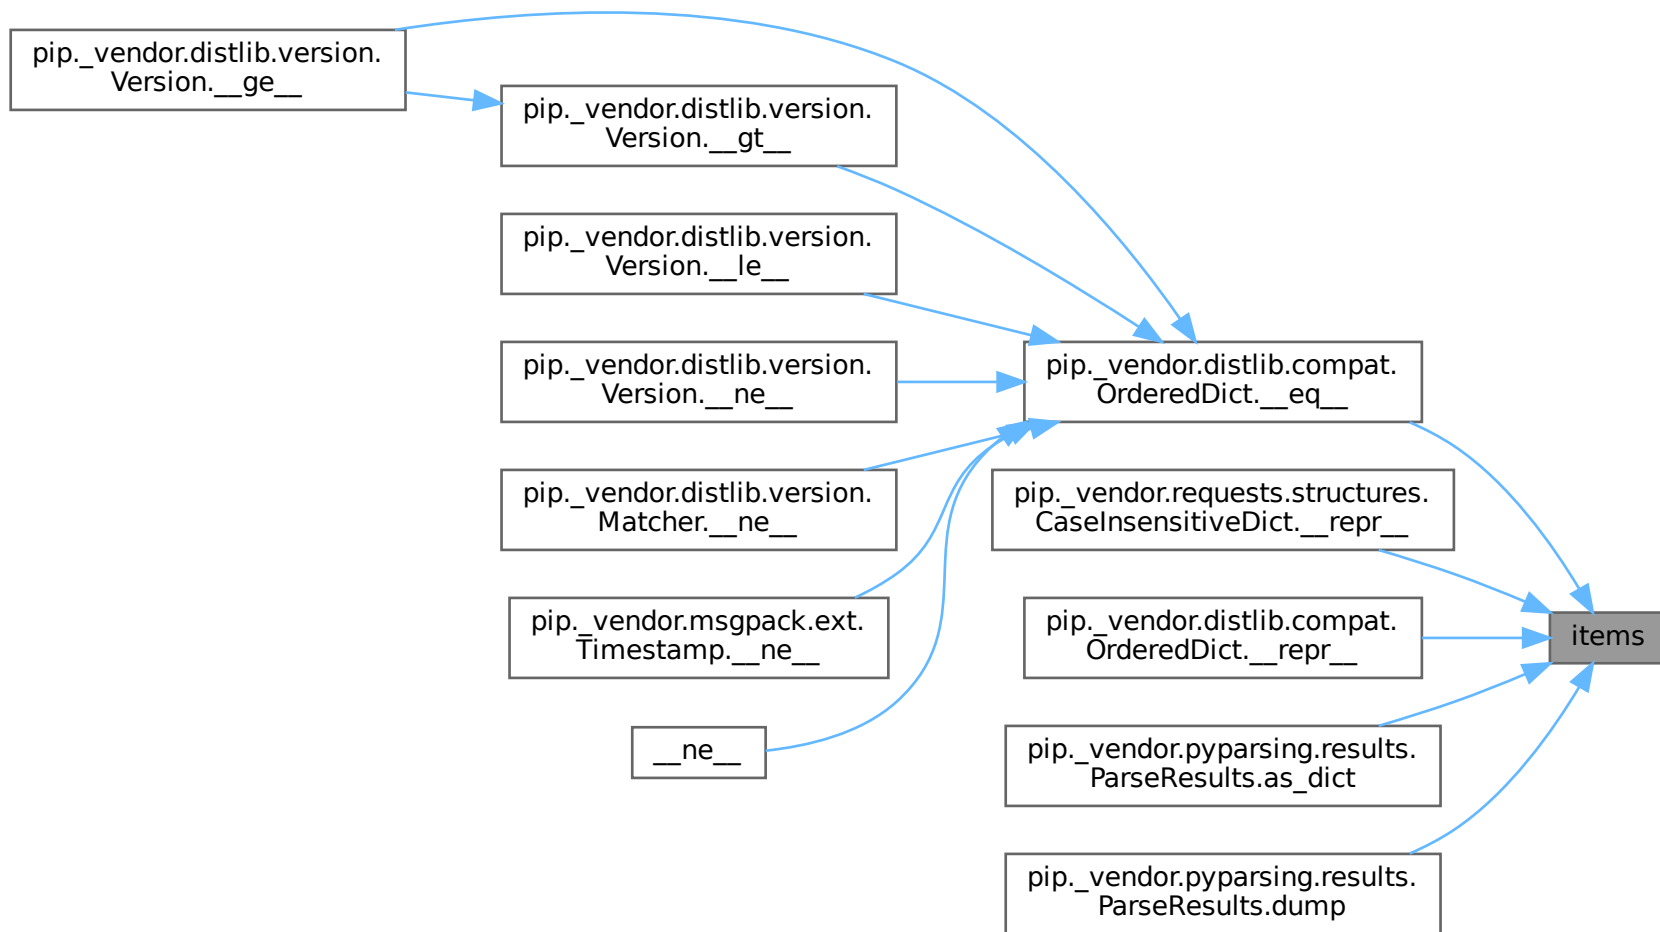 pip._vendor.distlib.version.
Version.__ge__
pip._vendor.distlib.version.
Version.__gt__
pip._vendor.distlib.version.
Version.__le__
pip._vendor.distlib.version.
Version.__ne__
pip._vendor.distlib.compat.
OrderedDict.__eq__
pip._vendor.distlib.version.
Matcher.__ne__
pip._vendor.requests.structures.
CaseInsensitiveDict.__repr__
pip._vendor.msgpack.ext.
Timestamp.__ne__
pip._vendor.distlib.compat.
OrderedDict.__repr__
items
__ne__
pip._vendor.pyparsing.results.
ParseResults.as_dict
pip._vendor.pyparsing.results.
ParseResults.dump